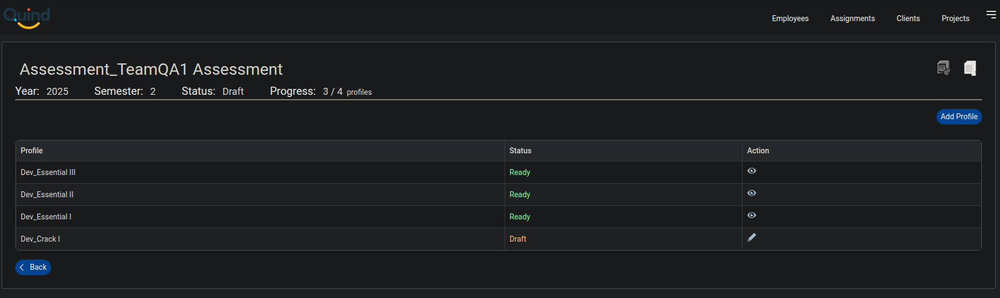 Quind
Employees Assignments Clients Projects
Assessment_TeamQA1 Assessment
Year: 2025 Semester: 2 Status: Draft Progress: 3 / 4 profiles
Add Profile
Profile Status Action
Dev_Essential III Ready
Dev_Essential II Ready
Dev_Essential I Ready
Dev_Crack I Draft
Back